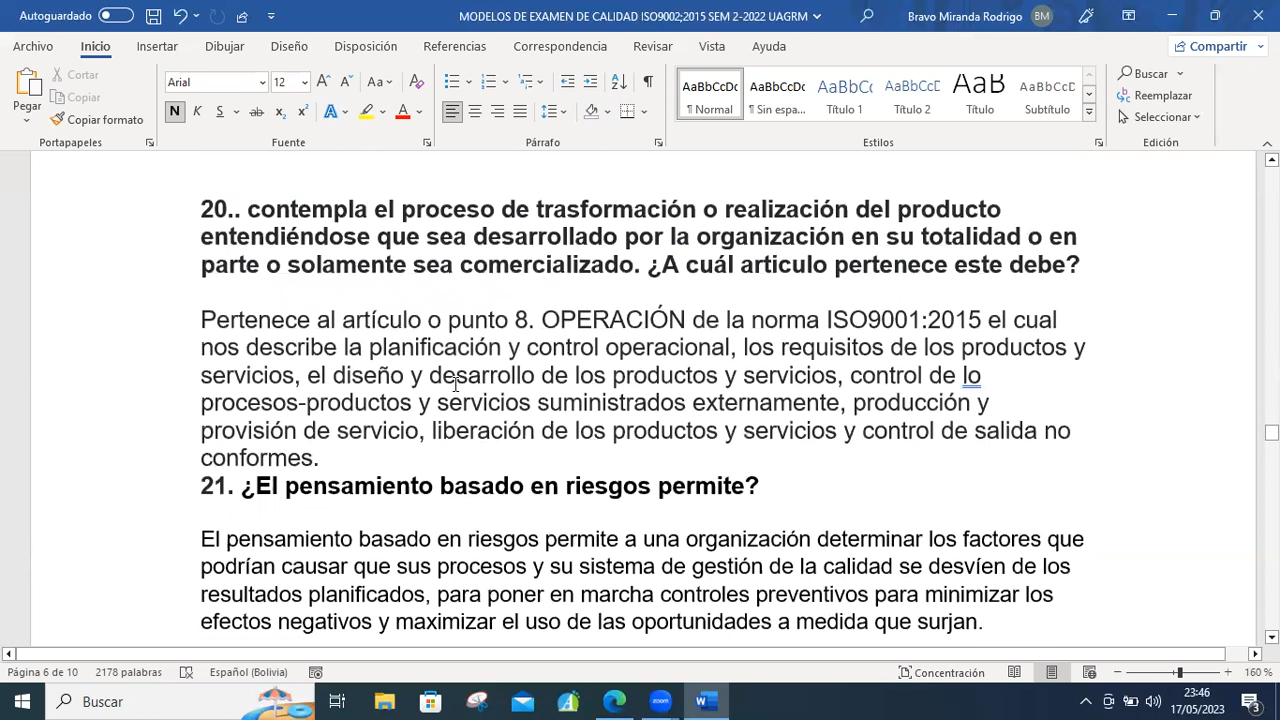 Autoguardado
MODELOS DE EXAMEN DE CALIDAD ISO9002;2015 SEM 2-2022 UAGRM
Bravo Miranda Rodrigo BM
Archivo Inicio Insertar Dibujar Diseño Disposición Referencias Correspondencia Revisar Vista Ayuda Compartir
Pegar
Cortar
Copiar
Copiar formato
Portapapeles
Arial 12
Fuente
Párrafo
AaBbCcDc AaBbCcDc AaBbC AaBbCcD AaB AaBbCcD
¶ Normal ¶ Sin espa... Título 1 Título 2 Título Subtítulo
Estilos
Buscar
Reemplazar
Seleccionar
Edición
20.. contempla el proceso de trasformación o realización del producto
entendiéndose que sea desarrollado por la organización en su totalidad o en
parte o solamente sea comercializado. ¿A cuál articulo pertenece este debe?
Pertenece al artículo o punto 8. OPERACIÓN de la norma ISO9001:2015 el cual
nos describe la planificación y control operacional, los requisitos de los productos y
servicios, el diseño y desarrollo de los productos y servicios, control de lo
procesos-productos y servicios suministrados externamente, producción y
provisión de servicio, liberación de los productos y servicios y control de salida no
conformes.
21. ¿El pensamiento basado en riesgos permite?
El pensamiento basado en riesgos permite a una organización determinar los factores que
podrían causar que sus procesos y su sistema de gestión de la calidad se desvíen de los
resultados planificados, para poner en marcha controles preventivos para minimizar los
efectos negativos y maximizar el uso de las oportunidades a medida que surjan.
Página 6 de 10 2178 palabras Español (Bolivia) Concentración 160 %
Buscar
zoom
23:46
17/05/2023
3